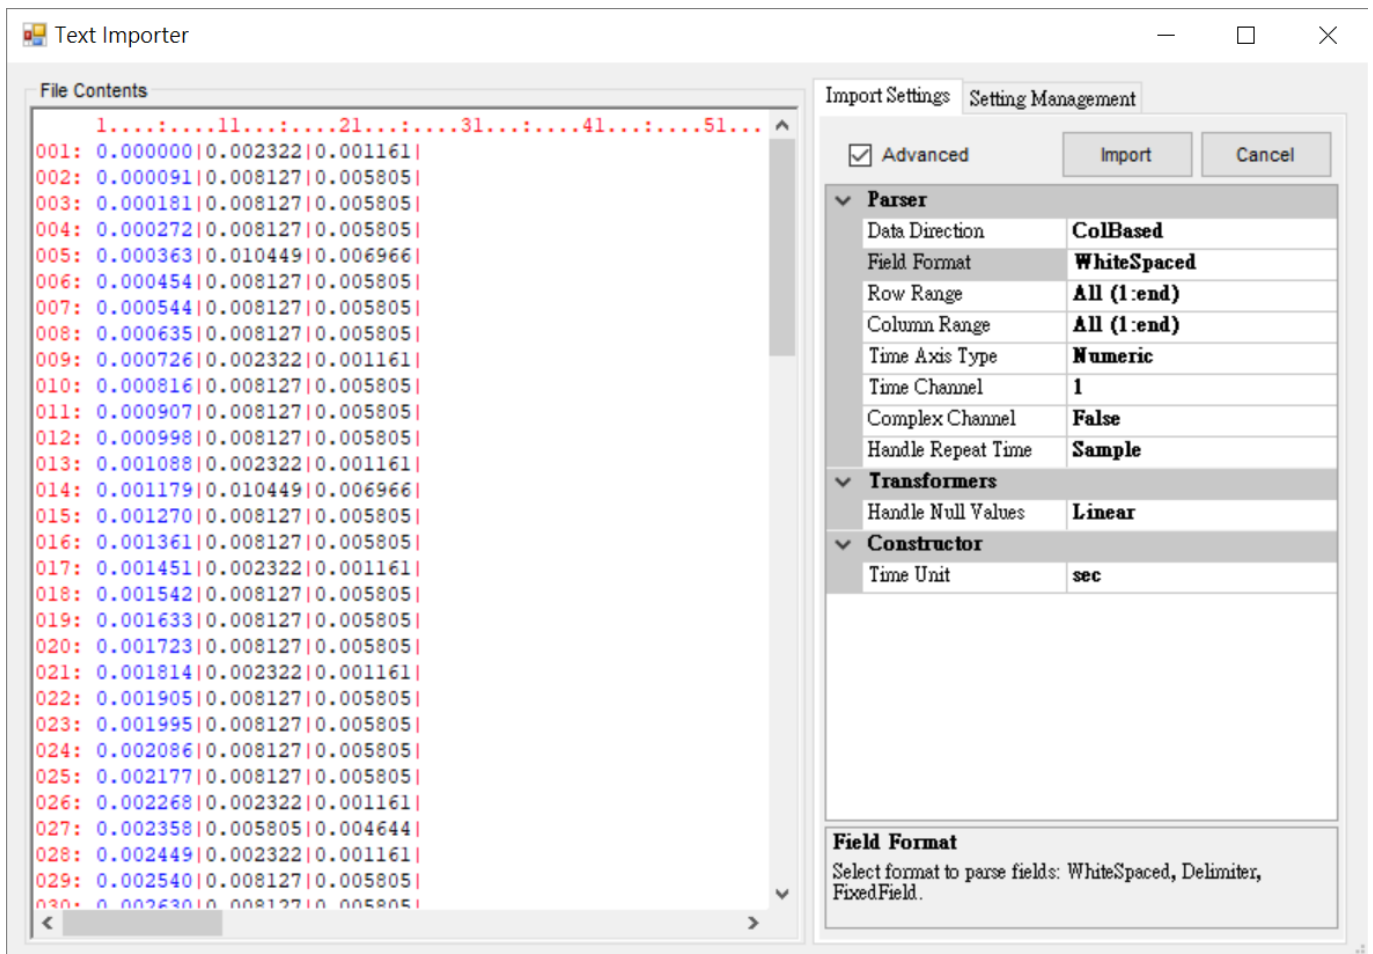 Text Importer
File Contents
1....:....11...:....21...:....31...:....41...:....51...
001: 0.000000|0.002322|0.001161|
002: 0.000091|0.008127|0.005805|
003: 0.000181|0.008127|0.005805|
004: 0.000272|0.008127|0.005805|
005: 0.000363|0.010449|0.006966|
006: 0.000454|0.008127|0.005805|
007: 0.000544|0.008127|0.005805|
008: 0.000635|0.008127|0.005805|
009: 0.000726|0.002322|0.001161|
010: 0.000816|0.008127|0.005805|
011: 0.000907|0.008127|0.005805|
012: 0.000998|0.008127|0.005805|
013: 0.001088|0.002322|0.001161|
014: 0.001179|0.010449|0.006966|
015: 0.001270|0.008127|0.005805|
016: 0.001361|0.008127|0.005805|
017: 0.001451|0.002322|0.001161|
018: 0.001542|0.008127|0.005805|
019: 0.001633|0.008127|0.005805|
020: 0.001723|0.008127|0.005805|
021: 0.001814|0.002322|0.001161|
022: 0.001905|0.008127|0.005805|
023: 0.001995|0.008127|0.005805|
024: 0.002086|0.008127|0.005805|
025: 0.002177|0.008127|0.005805|
026: 0.002268|0.002322|0.001161|
027: 0.002358|0.005805|0.004644|
028: 0.002449|0.002322|0.001161|
029: 0.002540|0.008127|0.005805|
030: 0.002630|0.008127|0.005805|
Import Settings Setting Management
Advanced Import Cancel
Parser
Data Direction ColBased
Field Format WhiteSpaced
Row Range All (1:end)
Column Range All (1:end)
Time Axis Type Numeric
Time Channel 1
Complex Channel False
Handle Repeat Time Sample
Transformers
Handle Null Values Linear
Constructor
Time Unit sec
Field Format
Select format to parse fields: WhiteSpaced, Delimiter,
FixedField.